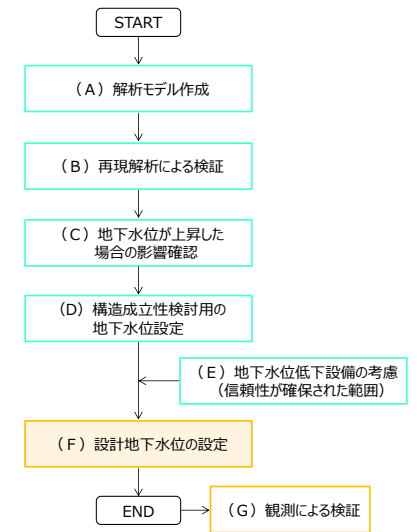 START
（A）解析モデル作成
（B）再現解析による検証
（C）地下水位が上昇した
場合の影響確認
（D）構造成立性検討用の
地下水位設定
（E）地下水位低下設備の考慮
（信頼性が確保された範囲）
（F）設計地下水位の設定
END
（G）観測による検証